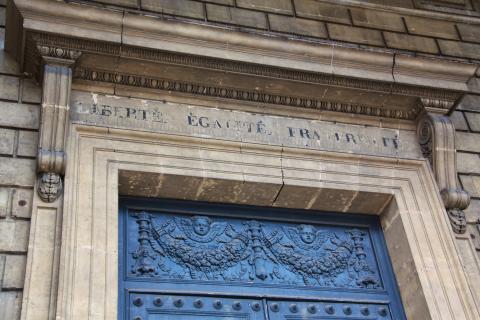 LIBERTÉ. ÉGALITÉ. FRATERNITÉ